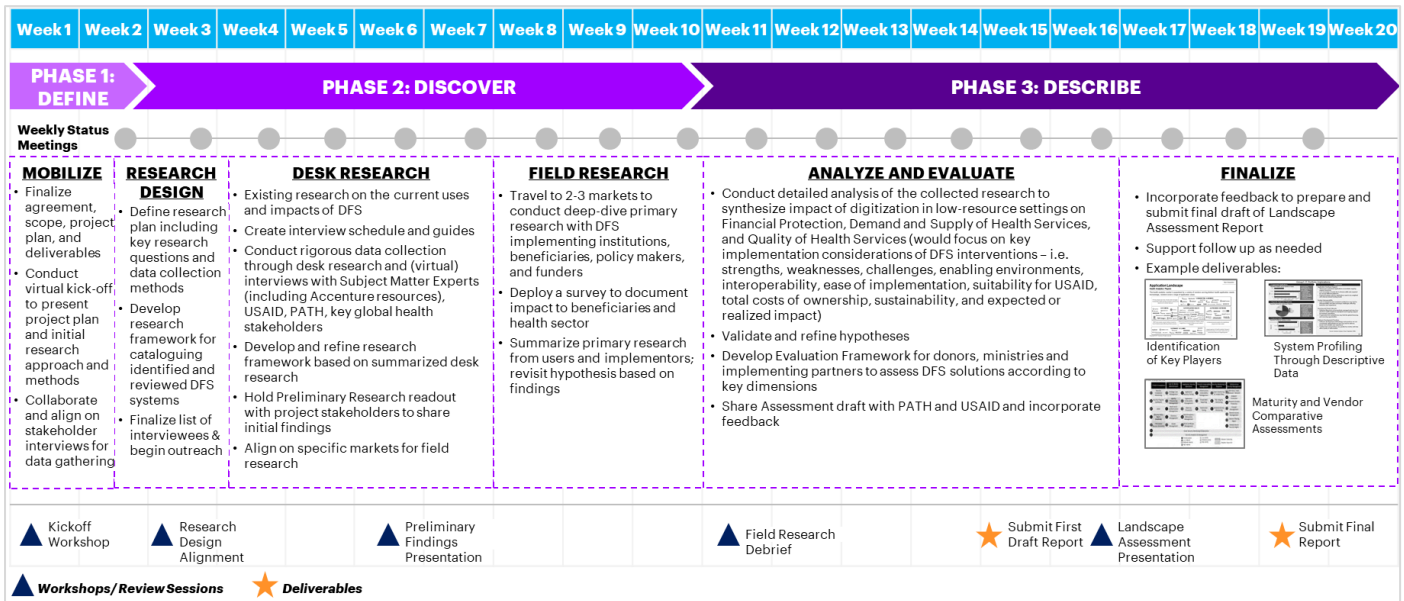 Week 1 Week 2 Week 3 Week4 Week 5 Week 6 Week 7 Week 8 Week 9 Week 10 Week 11 Week 12 Week 13 Week 14 Week 15 Week 16 Week 17 Week 18 Week 19 Week 20
PHASE 1:
DEFINE
PHASE 2: DISCOVER
PHASE 3: DESCRIBE
Weekly Status
Meetings
MOBILIZE
• Finalize
agreement,
scope, project
plan, and
deliverables
• Conduct
virtual kick-off
to present
project plan
and initial
research
approach and
methods
• Collaborate
and align on
stakeholder
interviews for
data gathering
RESEARCH
DESIGN
• Define research
plan including
key research
questions and
data collection
methods
• Develop
research
framework for
cataloguing
identified and
reviewed DFS
systems
• Finalize list of
interviewees &
begin outreach
DESK RESEARCH
• Existing research on the current uses
and impacts of DFS
• Create interview schedule and guides
• Conduct rigorous data collection
through desk research and (virtual)
interviews with Subject Matter Experts
(including Accenture resources),
USAID, PATH, key global health
stakeholders
• Develop and refine research
framework based on summarized desk
research
• Hold Preliminary Research readout
with project stakeholders to share
initial findings
• Align on specific markets for field
research
FIELD RESEARCH
• Travel to 2-3 markets to
conduct deep-dive primary
research with DFS
implementing institutions,
beneficiaries, policy makers,
and funders
• Deploy a survey to document
impact to beneficiaries and
health sector
• Summarize primary research
from users and implementors;
revisit hypothesis based on
findings
ANALYZE AND EVALUATE
• Conduct detailed analysis of the collected research to
synthesize impact of digitization in low-resource settings on
Financial Protection, Demand and Supply of Health Services,
and Quality of Health Services (would focus on key
implementation considerations of DFS interventions – i.e.
strengths, weaknesses, challenges, enabling environments,
interoperability, ease of implementation, suitability for USAID,
total costs of ownership, sustainability, and expected or
realized impact)
• Validate and refine hypotheses
• Develop Evaluation Framework for donors, ministries and
implementing partners to assess DFS solutions according to
key dimensions
• Share Assessment draft with PATH and USAID and incorporate
feedback
FINALIZE
• Incorporate feedback to prepare and
submit final draft of Landscape
Assessment Report
• Support follow up as needed
• Example deliverables:
Application Landscape
Identification
of Key Players
System Profiling
Through Descriptive
Data
Maturity and Vendor
Comparative
Assessments
Kickoff
Workshop
Research
Design
Alignment
Preliminary
Findings
Presentation
Field Research
Debrief
Submit First
Draft Report
Landscape
Assessment
Presentation
Submit Final
Report
Workshops/ Review Sessions
Deliverables